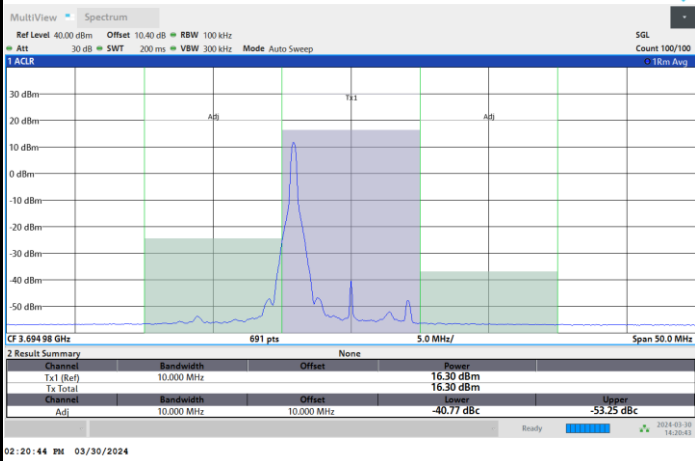 MultiView Spectrum
Ref Level 40.00 dBm Offset 10.40 dB RBW 100 kHz SGL
Att 30 dB SWT 200 ms VBW 300 kHz Mode Auto Sweep Count 100/100
1 ACLR 1Rm Avg
30 dBm
Tx1
20 dBm
Adj Adj
10 dBm
0 dBm
-10 dBm
-20 dBm
-30 dBm
-40 dBm
-50 dBm
CF 3.694 98 GHz 691 pts 5.0 MHz/ Span 50.0 MHz
2 Result Summary None
Channel Bandwidth Offset Power
Tx1 (Ref) 10.000 MHz 16.30 dBm
Tx Total 16.30 dBm
Channel Bandwidth Offset Lower Upper
Adj 10.000 MHz 10.000 MHz -40.77 dBc -53.25 dBc
Ready 2024-03-30
14:20:43
02:20:44 PM 03/30/2024